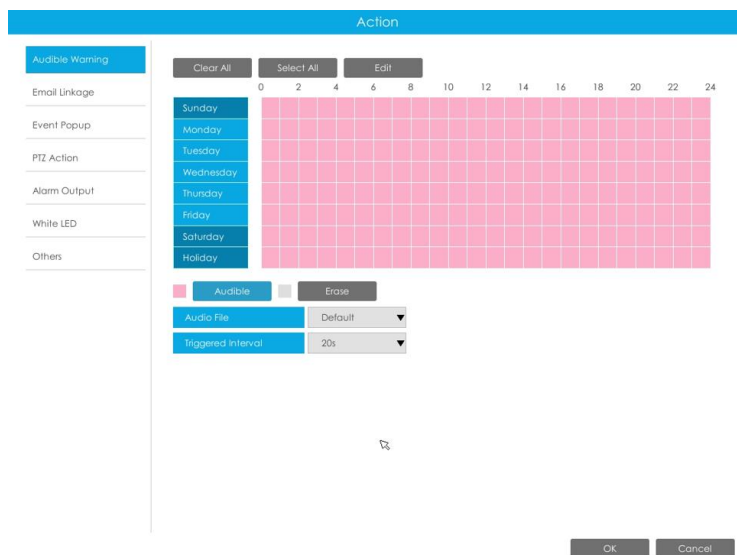 Action
Audible Warning
Email Linkage
Event Popup
PTZ Action
Alarm Output
White LED
Others
Clear All Select All Edit
0 2 4 6 8 10 12 14 16 18 20 22 24
Sunday
Monday
Tuesday
Wednesday
Thursday
Friday
Saturday
Holiday
Audible Erase
Audio File Default
Triggered Interval 20s
OK Cancel